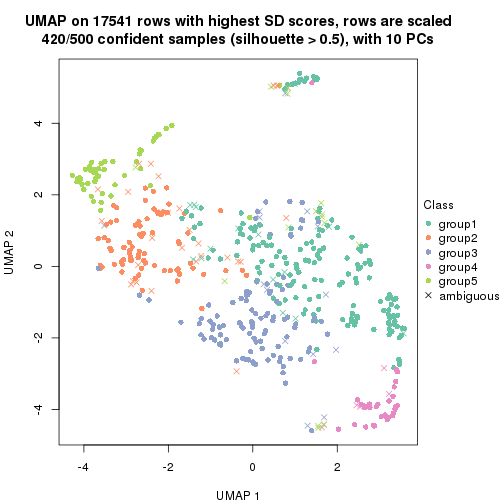 UMAP on 17541 rows with highest SD scores, rows are scaled
420/500 confident samples (silhouette > 0.5), with 10 PCs
4
2
0
-2
-4
UMAP 2
-4
-2
0
2
UMAP 1
Class
group1
group2
group3
group4
group5
ambiguous